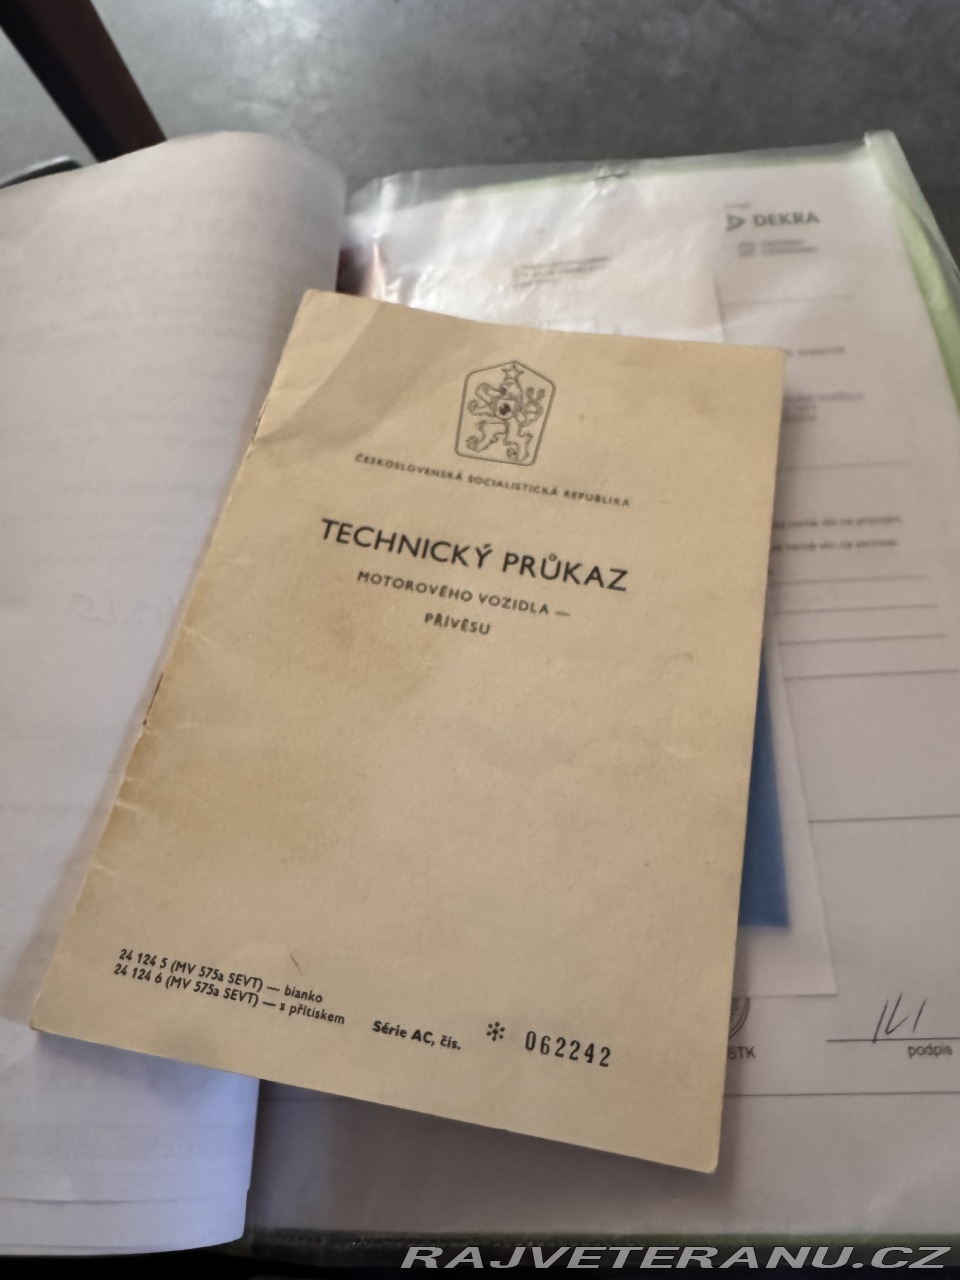 DEKRA
ČESKOSLOVENSKÁ SOCIALISTICKÁ REPUBLIKA
TECHNICKÝ PRŮKAZ
MOTOROVÉHO VOZIDLA —
PŘÍVĚSU
24 124 5 (MV 575a SEVT) — bianko
24 124 6 (MV 575a SEVT) — s přítiskem
Série AC, čís. 062242
STK
podpis
RAJVETERANU.CZ